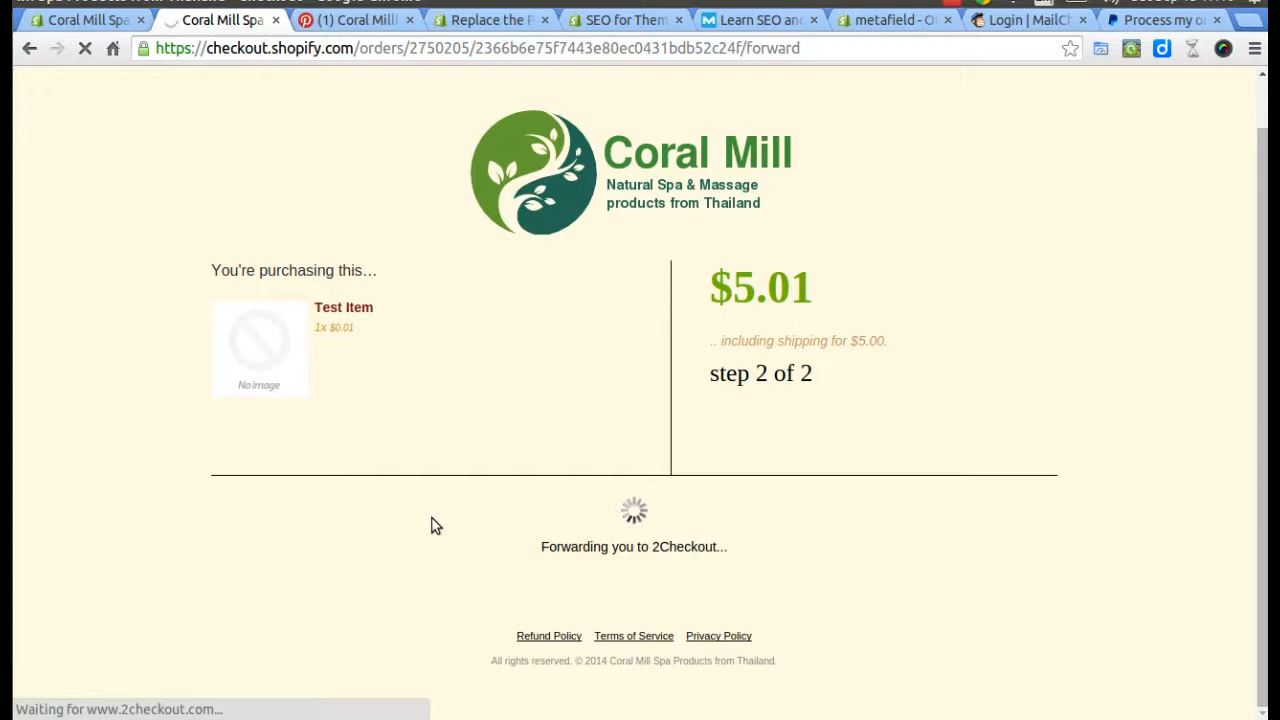 Coral Mill Spa
Coral Mill Spa
(1) Coral Mill
Replace the P
SEO for Them
Learn SEO and
metafield - O
Login | MailCh
Process my o
https://checkout.shopify.com/orders/2750205/2366b6e75f7443e80ec0431bdb52c24f/forward
Coral Mill
Natural Spa & Massage
products from Thailand
You're purchasing this…
Test Item
1x $0.01
No image
$5.01
.. including shipping for $5.00.
step 2 of 2
Forwarding you to 2Checkout...
Refund Policy Terms of Service Privacy Policy
All rights reserved. © 2014 Coral Mill Spa Products from Thailand.
Waiting for www.2checkout.com...